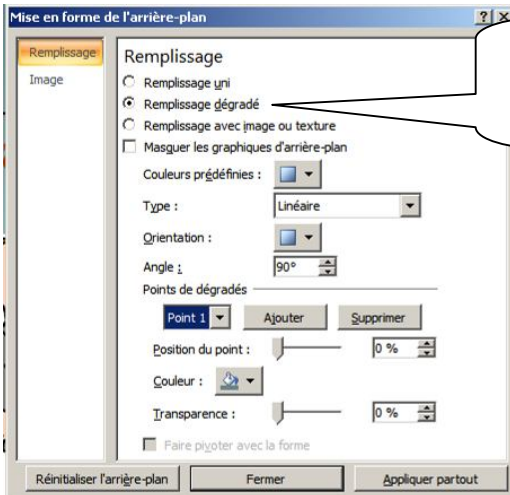 Mise en forme de l'arrière-plan
Remplissage
Image
Remplissage
Remplissage uni
Remplissage dégradé
Remplissage avec image ou texture
Masquer les graphiques d'arrière-plan
Couleurs prédéfinies :
Type : Linéaire
Orientation :
Angle : 90°
Points de dégradés
Point 1 Ajouter Supprimer
Position du point : 0 %
Couleur :
Transparence : 0 %
Faire pivoter avec la forme
Réinitialiser l'arrière-plan Fermer Appliquer partout